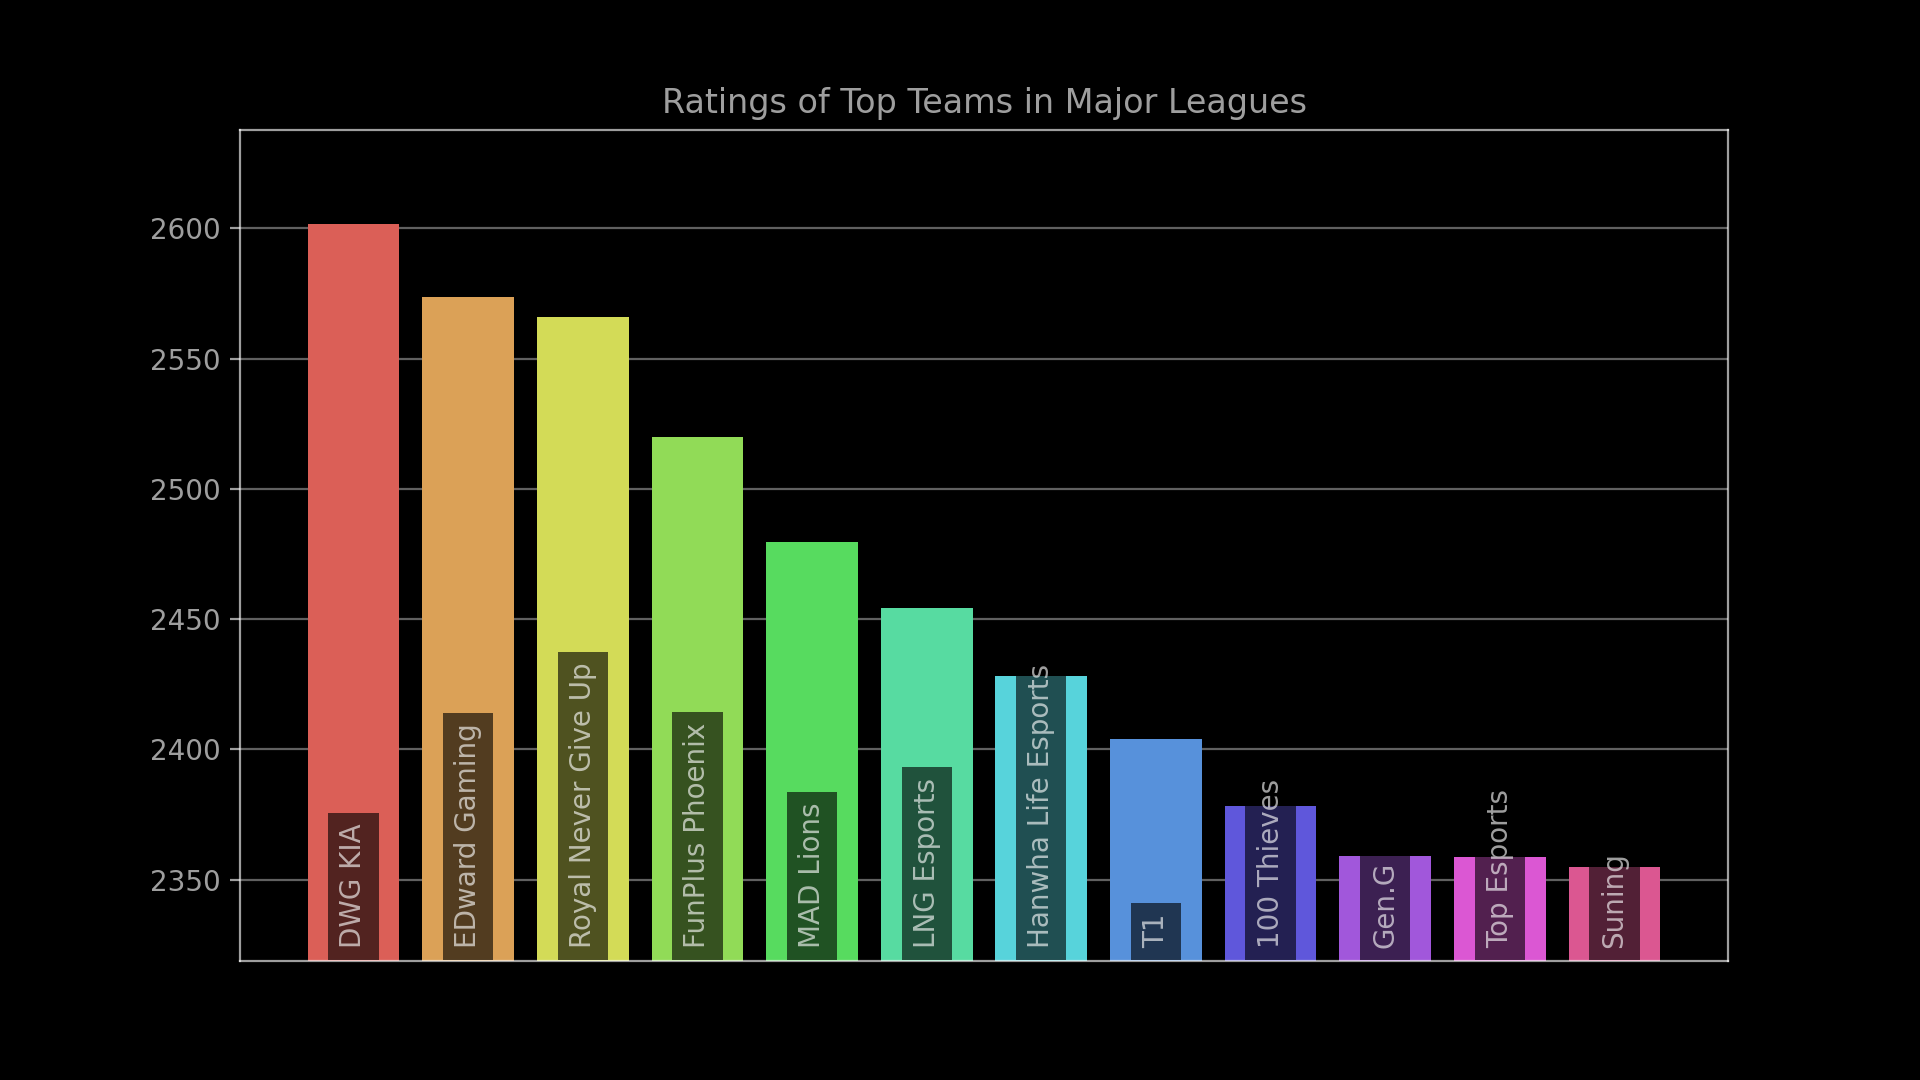 Ratings of Top Teams in Major Leagues
2600
2550
2500
2450
2400
2350
DWG KIA
EDward Gaming
Royal Never Give Up
FunPlus Phoenix
MAD Lions
LNG Esports
Hanwha Life Esports
T1
100 Thieves
Gen.G
Top Esports
Suning